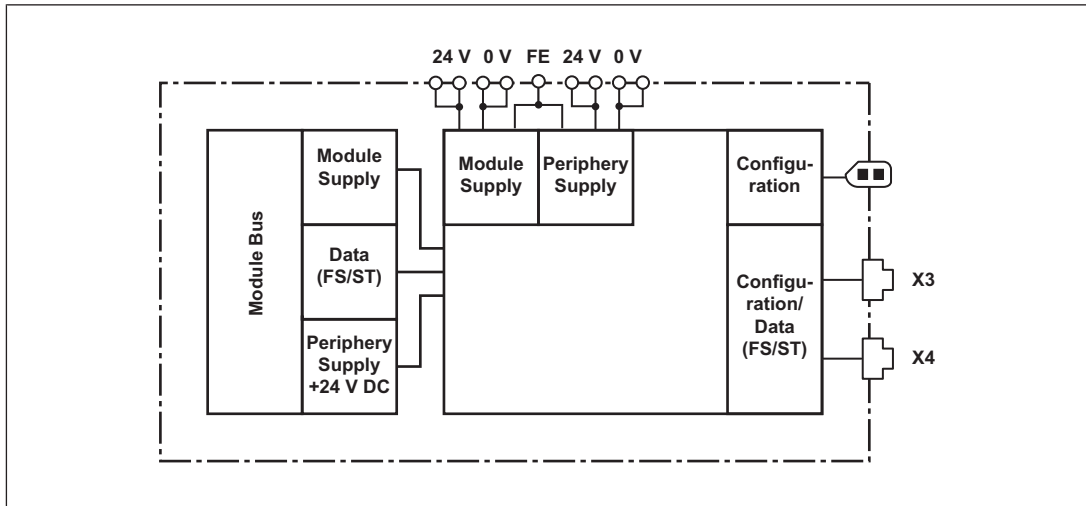 24 V 0 V FE 24 V 0 V
Module Bus
Module
Supply
Data
(FS/ST)
Periphery
Supply
+24 V DC
Module
Supply
Periphery
Supply
Configu-
ration
Configu-
ration/
Data
(FS/ST)
X3
X4